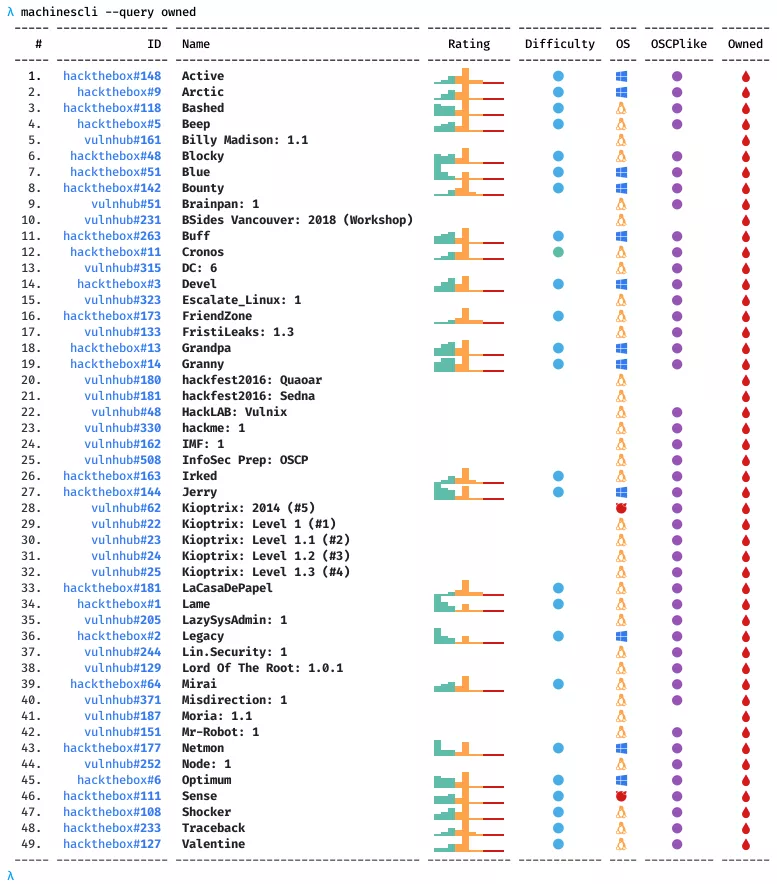 λ machinescli --query owned
# ID Name Rating Difficulty OS OSCPlike Owned
1. hackthebox#148 Active
2. hackthebox#9 Arctic
3. hackthebox#118 Bashed
4. hackthebox#5 Beep
5. vulnhub#161 Billy Madison: 1.1
6. hackthebox#48 Blocky
7. hackthebox#51 Blue
8. hackthebox#142 Bounty
9. vulnhub#51 Brainpan: 1
10. vulnhub#231 BSides Vancouver: 2018 (Workshop)
11. hackthebox#263 Buff
12. hackthebox#11 Cronos
13. vulnhub#315 DC: 6
14. hackthebox#3 Devel
15. vulnhub#323 Escalate_Linux: 1
16. hackthebox#173 FriendZone
17. vulnhub#133 FristiLeaks: 1.3
18. hackthebox#13 Grandpa
19. hackthebox#14 Granny
20. vulnhub#180 hackfest2016: Quaoar
21. vulnhub#181 hackfest2016: Sedna
22. vulnhub#48 HackLAB: Vulnix
23. vulnhub#330 hackme: 1
24. vulnhub#162 IMF: 1
25. vulnhub#508 InfoSec Prep: OSCP
26. hackthebox#163 Irked
27. hackthebox#144 Jerry
28. vulnhub#62 Kioptrix: 2014 (#5)
29. vulnhub#22 Kioptrix: Level 1 (#1)
30. vulnhub#23 Kioptrix: Level 1.1 (#2)
31. vulnhub#24 Kioptrix: Level 1.2 (#3)
32. vulnhub#25 Kioptrix: Level 1.3 (#4)
33. hackthebox#181 LaCasaDePapel
34. hackthebox#1 Lame
35. vulnhub#205 LazySysAdmin: 1
36. hackthebox#2 Legacy
37. vulnhub#244 Lin.Security: 1
38. vulnhub#129 Lord Of The Root: 1.0.1
39. hackthebox#64 Mirai
40. vulnhub#371 Misdirection: 1
41. vulnhub#187 Moria: 1.1
42. vulnhub#151 Mr-Robot: 1
43. hackthebox#177 Netmon
44. vulnhub#252 Node: 1
45. hackthebox#6 Optimum
46. hackthebox#111 Sense
47. hackthebox#108 Shocker
48. hackthebox#233 Traceback
49. hackthebox#127 Valentine
λ